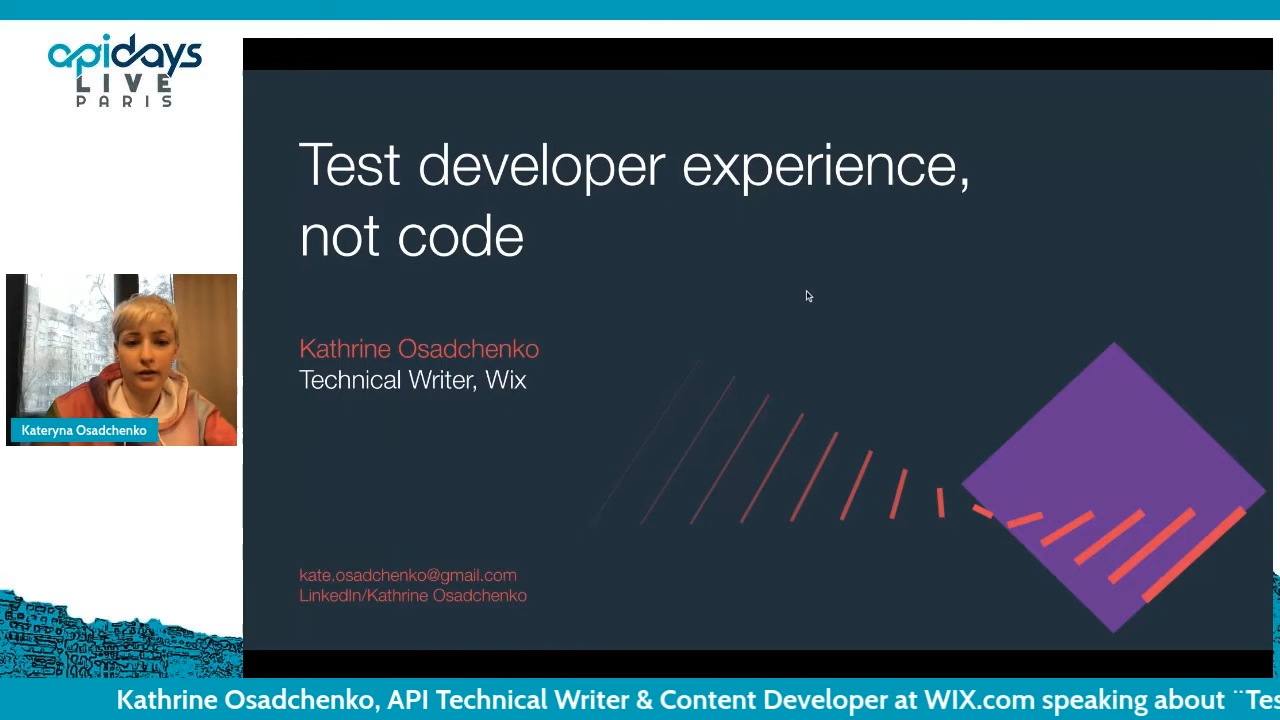 apidays
LIVE
PARIS
Test developer experience,
not code
Kathrine Osadchenko
Technical Writer, Wix
Kateryna Osadchenko
kate.osadchenko@gmail.com
LinkedIn/Kathrine Osadchenko
Kathrine Osadchenko, API Technical Writer & Content Developer at WIX.com speaking about ¨Tes